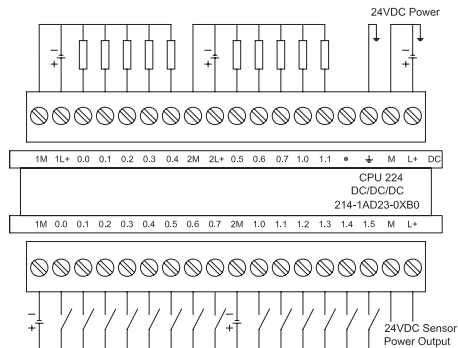 24VDC Power
− + − +
− +
1M 1L+ 0.0 0.1 0.2 0.3 0.4 2M 2L+ 0.5 0.6 0.7 1.0 1.1 • ⏚ M L+ DC
CPU 224
DC/DC/DC
214-1AD23-0XB0
1M 0.0 0.1 0.2 0.3 0.4 0.5 0.6 0.7 2M 1.0 1.1 1.2 1.3 1.4 1.5 M L+
− + − +
24VDC Sensor
Power Output